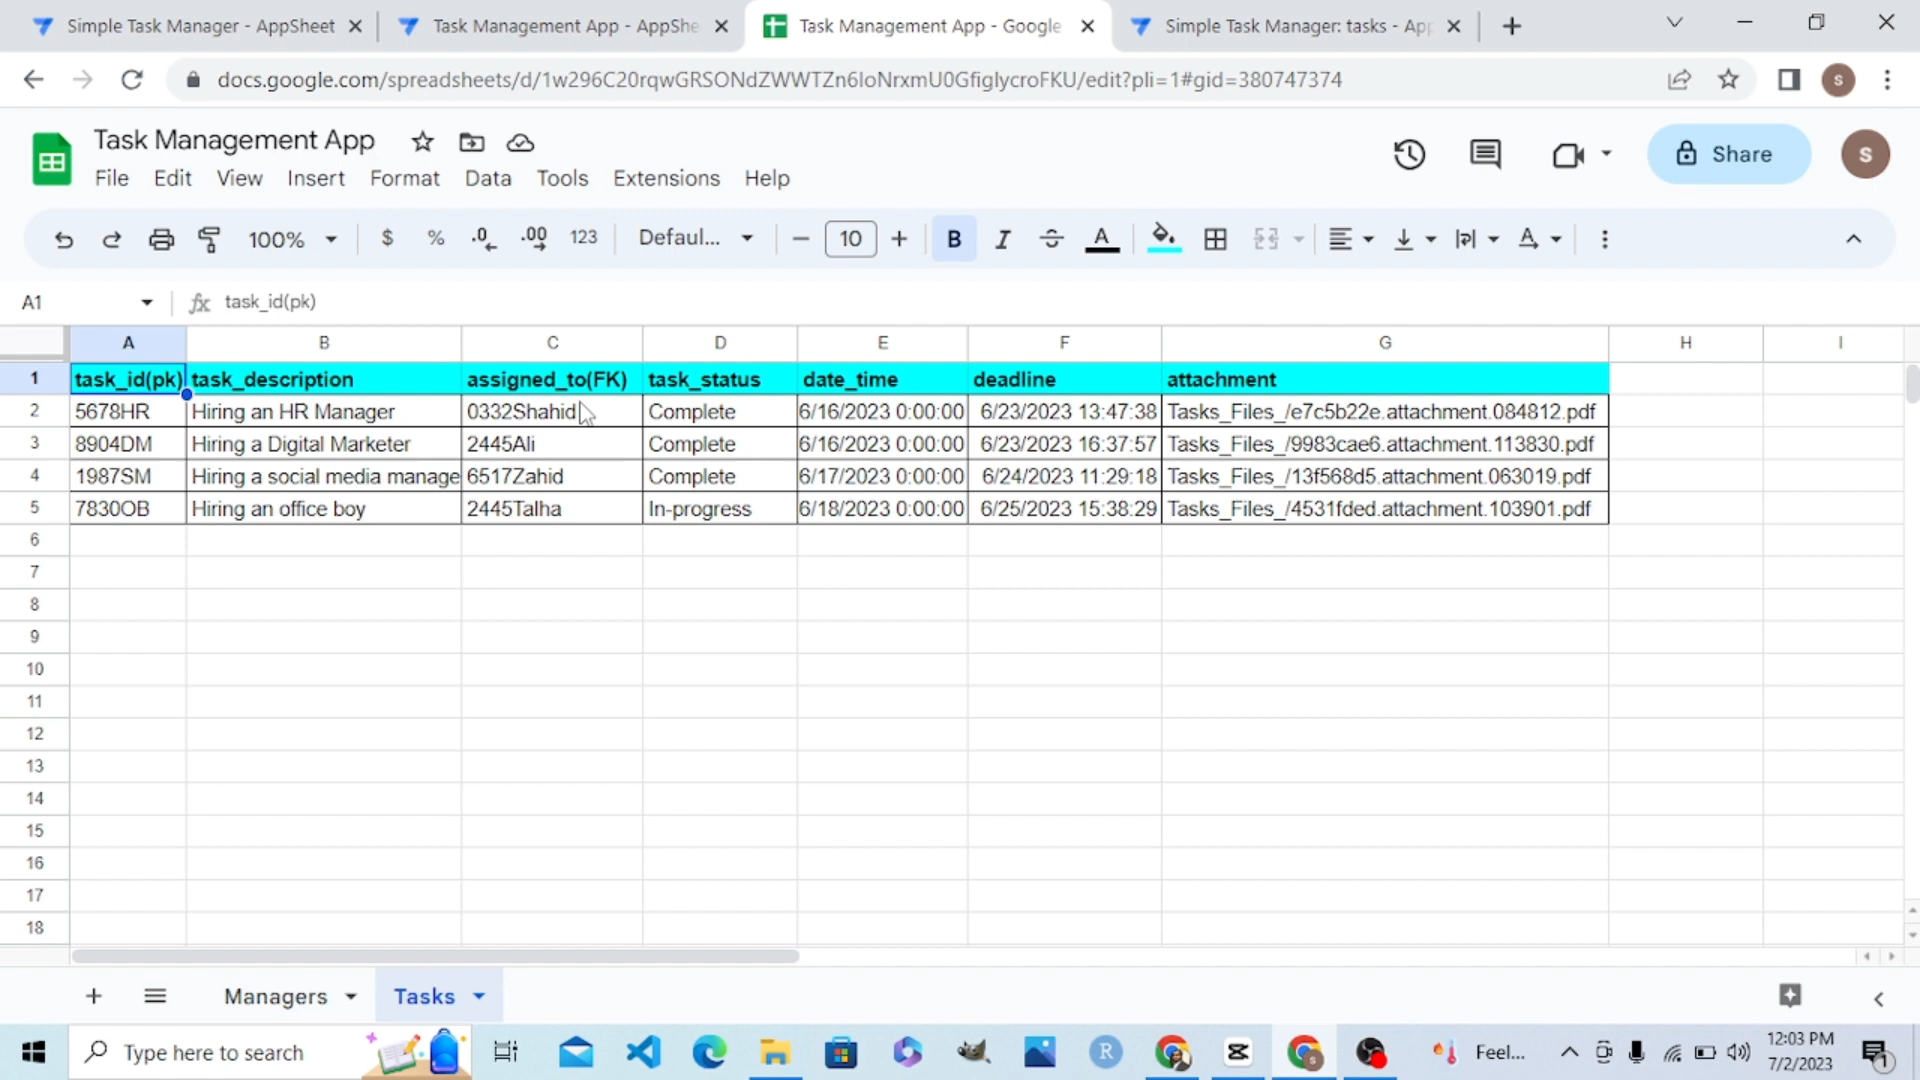 Simple Task Manager - AppSheet
Task Management App - AppShe
Task Management App - Google
Simple Task Manager: tasks - App
docs.google.com/spreadsheets/d/1w296C20rqwGRSONdZWWTZn6IoNrxmU0GfiglycroFKU/edit?pli=1#gid=380747374
S
Task Management App
Share
S
File Edit View Insert Format Data Tools Extensions Help
100% $ % .0 .00 123 Defaul... 10 B I A
A1 fx task_id(pk)
A B C D E F G H I
1 task_id(pk) task_description assigned_to(FK) task_status date_time deadline attachment
2 5678HR Hiring an HR Manager 0332Shahid Complete 6/16/2023 0:00:00 6/23/2023 13:47:38 Tasks_Files_/e7c5b22e.attachment.084812.pdf
3 8904DM Hiring a Digital Marketer 2445Ali Complete 6/16/2023 0:00:00 6/23/2023 16:37:57 Tasks_Files_/9983cae6.attachment.113830.pdf
4 1987SM Hiring a social media manage 6517Zahid Complete 6/17/2023 0:00:00 6/24/2023 11:29:18 Tasks_Files_/13f568d5.attachment.063019.pdf
5 7830OB Hiring an office boy 2445Talha In-progress 6/18/2023 0:00:00 6/25/2023 15:38:29 Tasks_Files_/4531fded.attachment.103901.pdf
6
7
8
9
10
11
12
13
14
15
16
17
18
Managers Tasks
Type here to search
R
Feel...
12:03 PM
7/2/2023
1